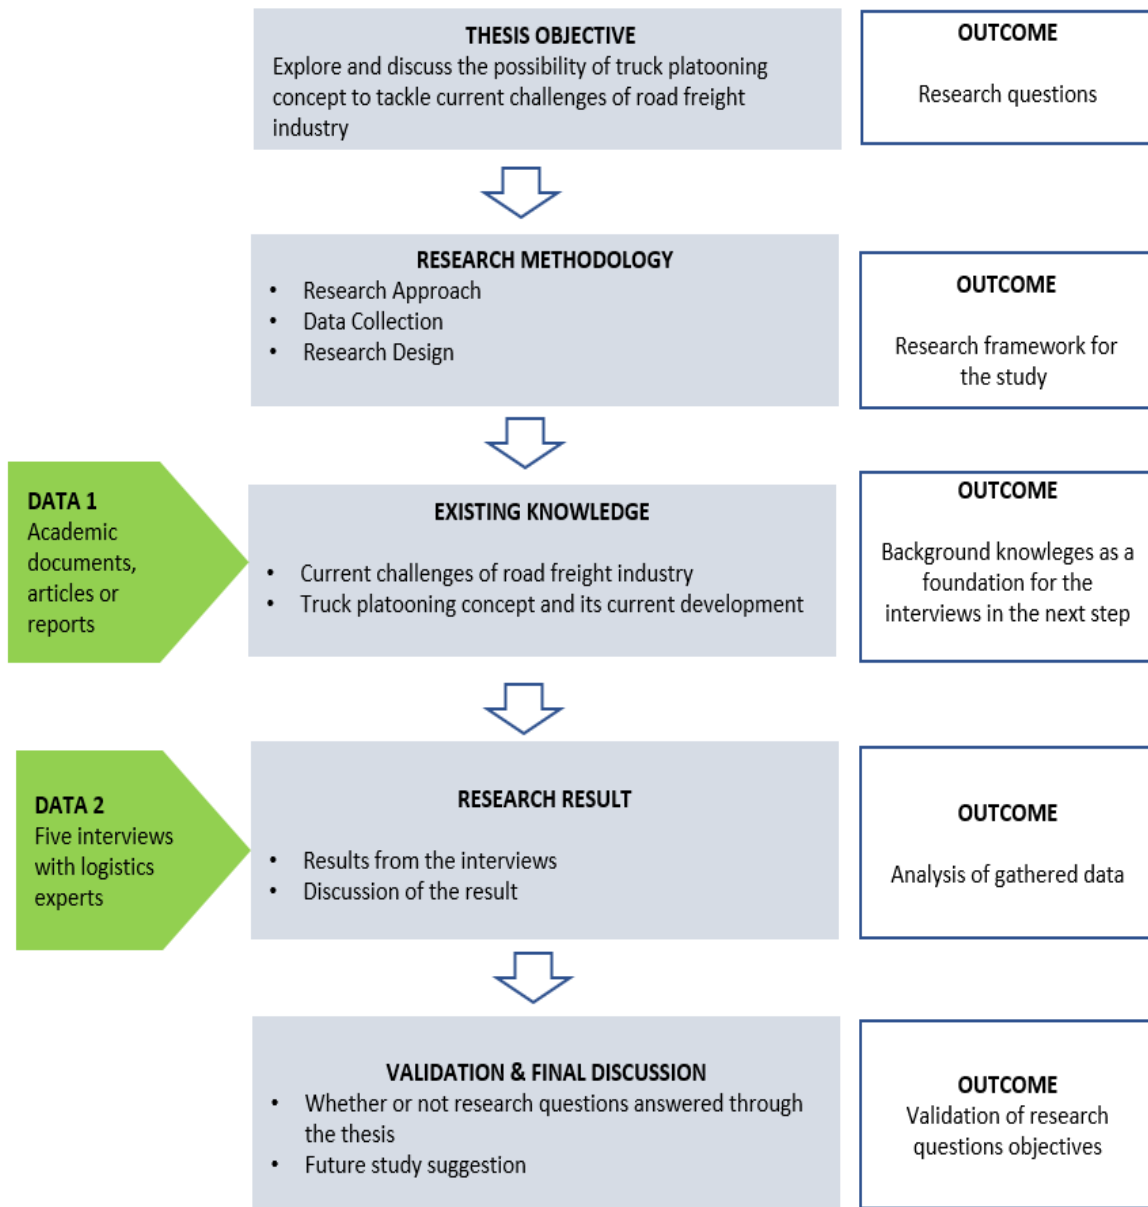 THESIS OBJECTIVE
Explore and discuss the possibility of truck platooning
concept to tackle current challenges of road freight
industry
OUTCOME
Research questions
RESEARCH METHODOLOGY
• Research Approach
• Data Collection
• Research Design
OUTCOME
Research framework for
the study
DATA 1
Academic
documents,
articles or
reports
EXISTING KNOWLEDGE
• Current challenges of road freight industry
• Truck platooning concept and its current development
OUTCOME
Background knowleges as a
foundation for the
interviews in the next step
DATA 2
Five interviews
with logistics
experts
RESEARCH RESULT
• Results from the interviews
• Discussion of the result
OUTCOME
Analysis of gathered data
VALIDATION & FINAL DISCUSSION
• Whether or not research questions answered through
the thesis
• Future study suggestion
OUTCOME
Validation of research
questions objectives